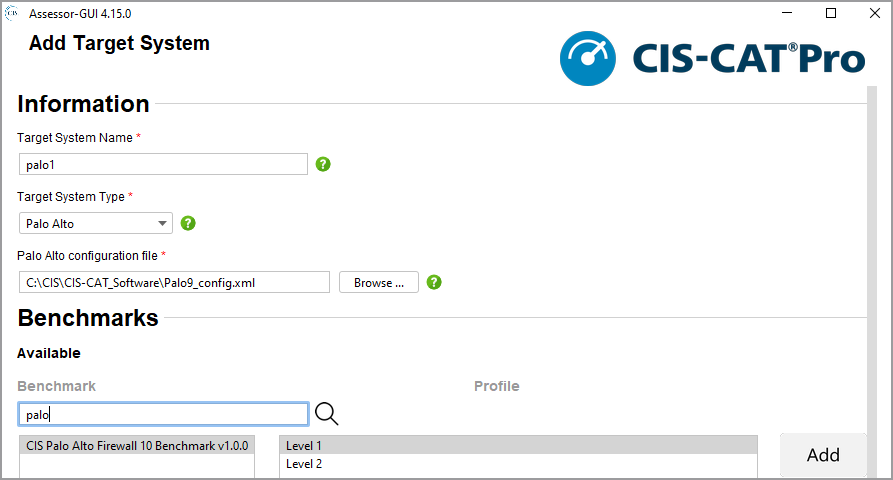 CIS Assessor-GUI 4.15.0
Add Target System
CIS-CAT®Pro
Information
Target System Name *
palo1
?
Target System Type *
Palo Alto
?
Palo Alto configuration file *
C:\CIS\CIS-CAT_Software\Palo9_config.xml Browse ... ?
Benchmarks
Available
Benchmark Profile
palo
CIS Palo Alto Firewall 10 Benchmark v1.0.0
Level 1
Level 2
Add